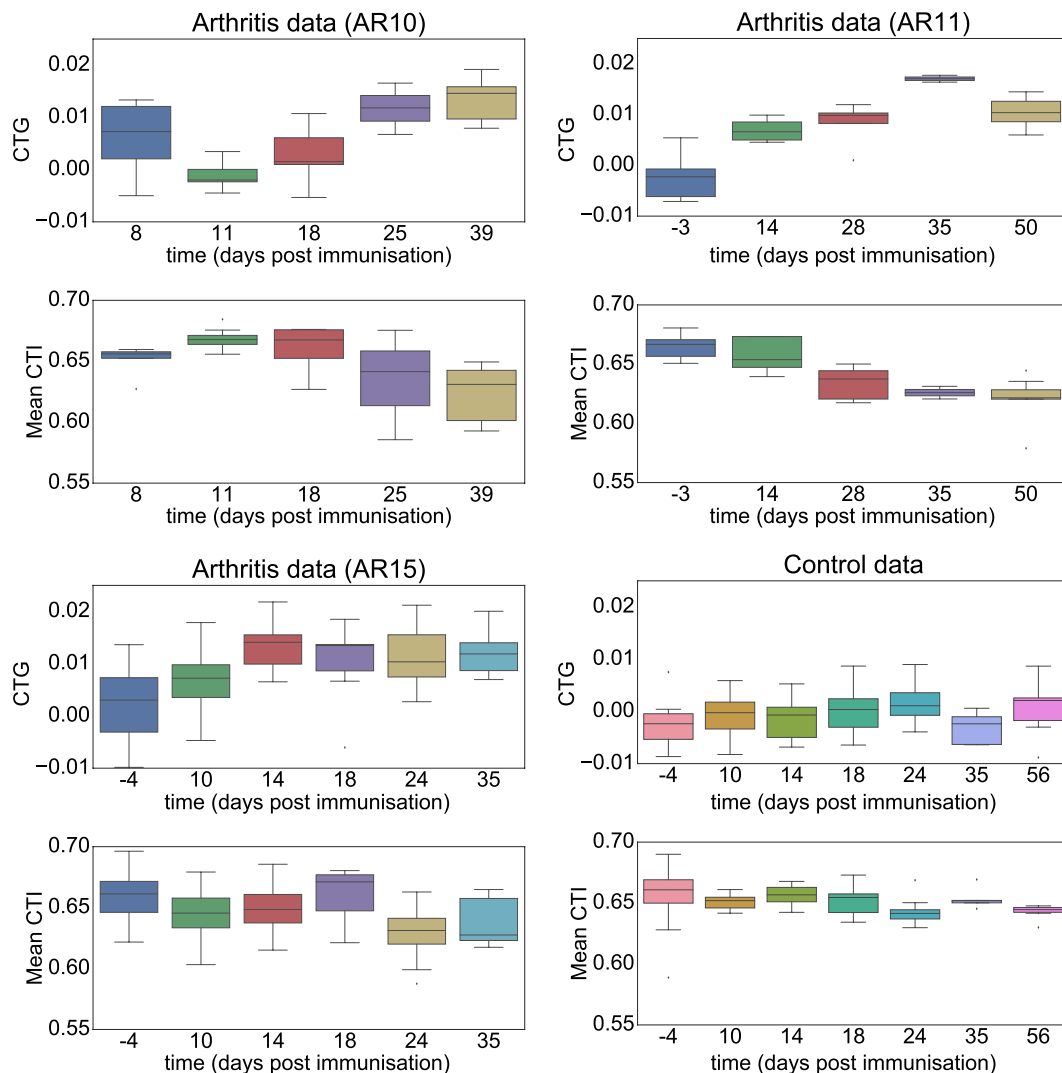 Arthritis data (AR10)
CTG
0.02
0.01
0.00
−0.01
8 11 18 25 39
time (days post immunisation)
Mean CTI
0.70
0.65
0.60
0.55
8 11 18 25 39
time (days post immunisation)
Arthritis data (AR11)
CTG
0.02
0.01
0.00
−0.01
-3 14 28 35 50
time (days post immunisation)
Mean CTI
0.70
0.65
0.60
0.55
-3 14 28 35 50
time (days post immunisation)
Arthritis data (AR15)
CTG
0.02
0.01
0.00
−0.01
-4 10 14 18 24 35
time (days post immunisation)
Mean CTI
0.70
0.65
0.60
0.55
-4 10 14 18 24 35
time (days post immunisation)
Control data
CTG
0.02
0.01
0.00
−0.01
-4 10 14 18 24 35 56
time (days post immunisation)
Mean CTI
0.70
0.65
0.60
0.55
-4 10 14 18 24 35 56
time (days post immunisation)